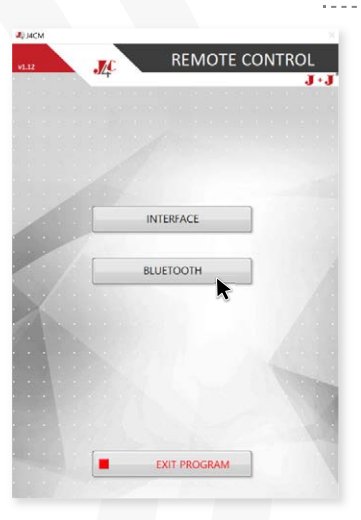 J4CM
v1.12
J4C
REMOTE CONTROL
J+J
INTERFACE
BLUETOOTH
EXIT PROGRAM